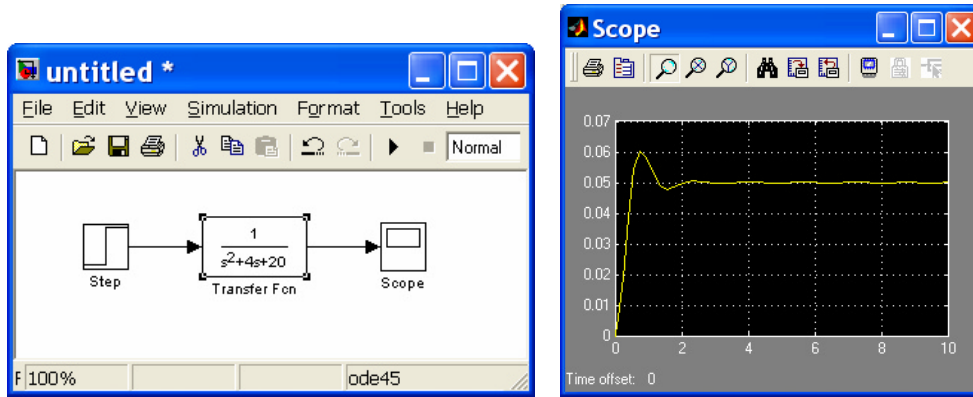 untitled *
File Edit View Simulation Format Tools Help
Normal
1
s²+4s+20
Step
Transfer Fcn
Scope
F 100%
ode45
Scope
0.07
0.06
0.05
0.04
0.03
0.02
0.01
0
0 2 4 6 8 10
Time offset: 0